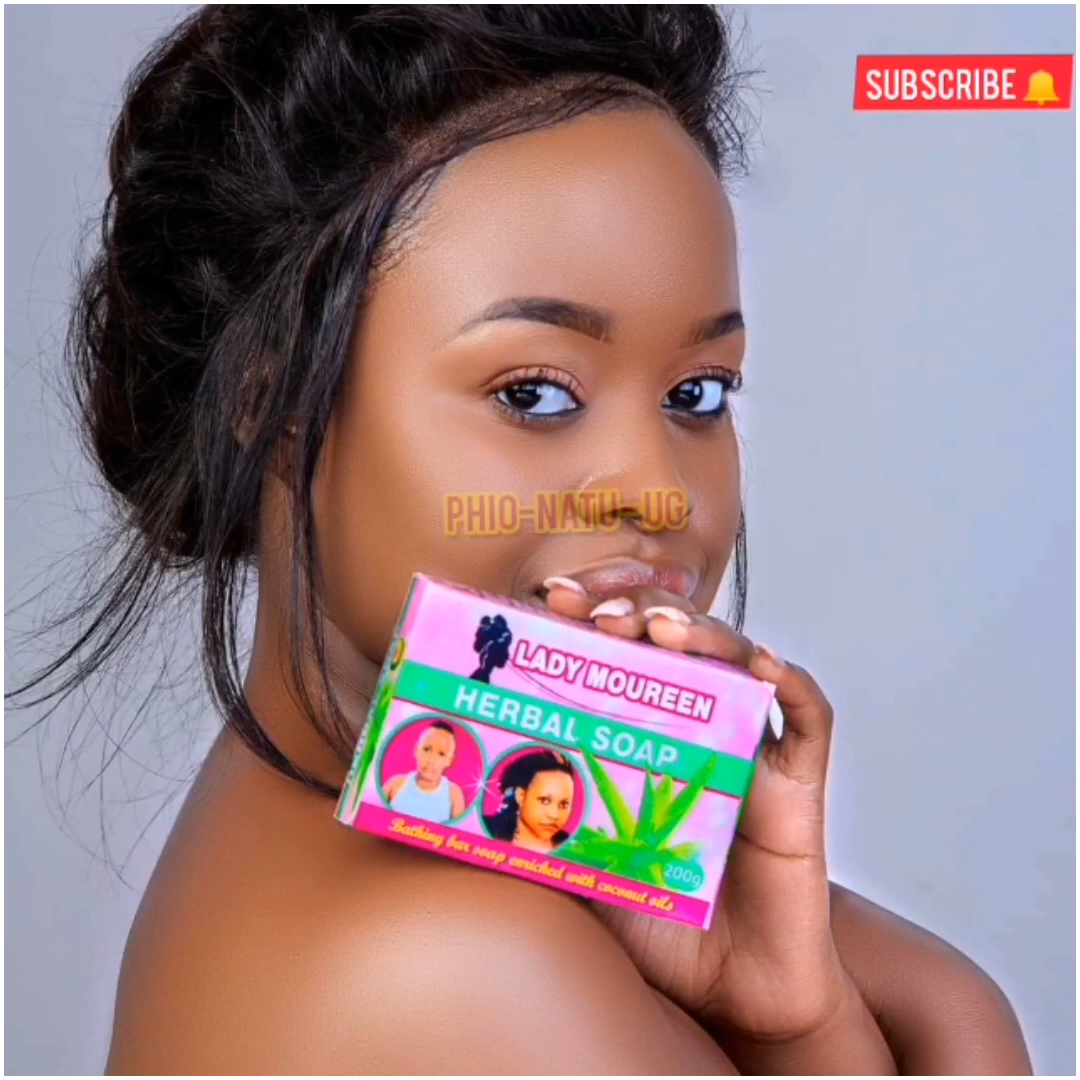 SUBSCRIBE
PHIO-NATU-UG
LADY MOUREEN
HERBAL SOAP
Bathing bar soap enriched with coconut oils
200g